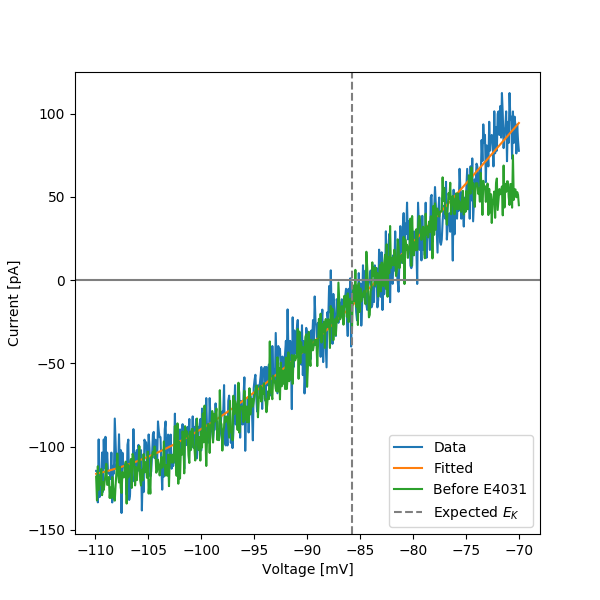 100
50
0
−50
−100
−150
Current [pA]
Data
Fitted
Before E4031
Expected E_K
−110 −105 −100 −95 −90 −85 −80 −75 −70
Voltage [mV]